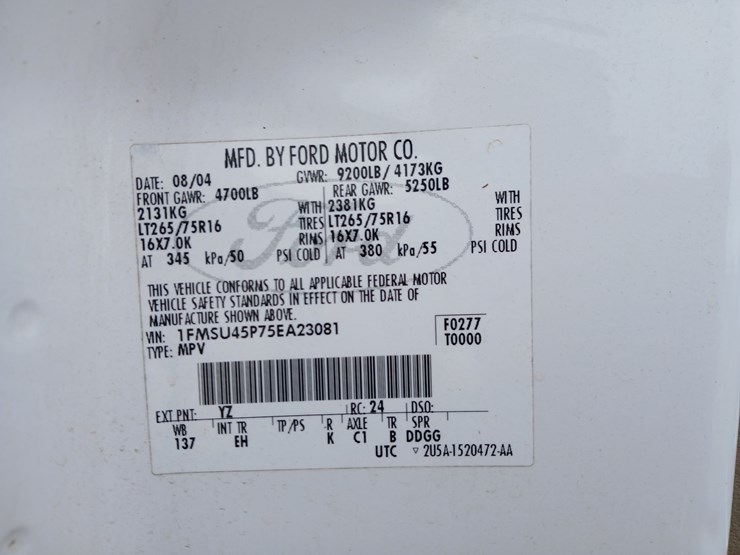 MFD. BY FORD MOTOR CO.
DATE: 08/04 GVWR: 9200LB/ 4173KG
FRONT GAWR: 4700LB REAR GAWR: 5250LB
2131KG WITH 2381KG WITH
LT265/75R16 TIRES LT265/75R16 TIRES
16X7.0K RIMS 16X7.0K RIMS
AT 345 kPa/50 PSI COLD AT 380 kPa/55 PSI COLD
Ford
THIS VEHICLE CONFORMS TO ALL APPLICABLE FEDERAL MOTOR
VEHICLE SAFETY STANDARDS IN EFFECT ON THE DATE OF
MANUFACTURE SHOWN ABOVE.
VIN: 1FMSU45P75EA23081 F0277
TYPE: MPV T0000
EXT PNT: YZ RC: 24 DSO:
WB INT TR TP/PS R AXLE TR SPR
137 EH K C1 B DDGG
UTC ▽ 2U5A-1520472-AA